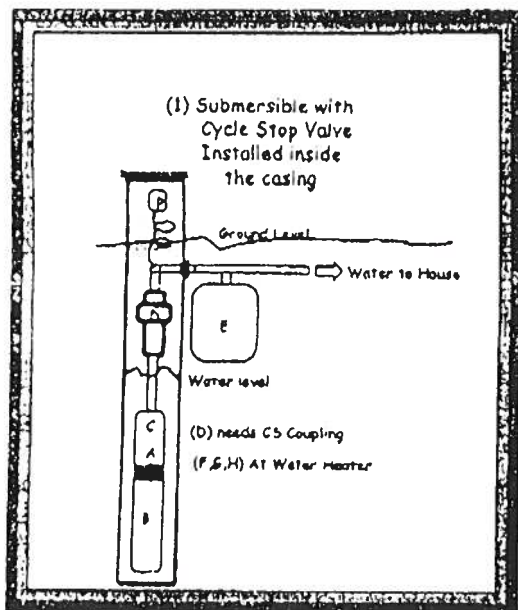 (1) Submersible with
Cycle Stop Valve
Installed inside
the casing
Ground Level
Water to House
E
Water level
C
(D) needs CS Coupling
A
(F,G,H) At Water Heater
B